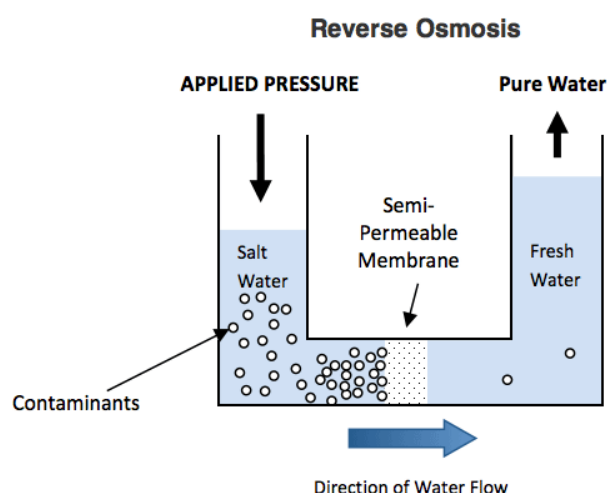 Reverse Osmosis
APPLIED PRESSURE
Pure Water
Semi-
Permeable
Membrane
Salt
Water
Fresh
Water
Contaminants
Direction of Water Flow